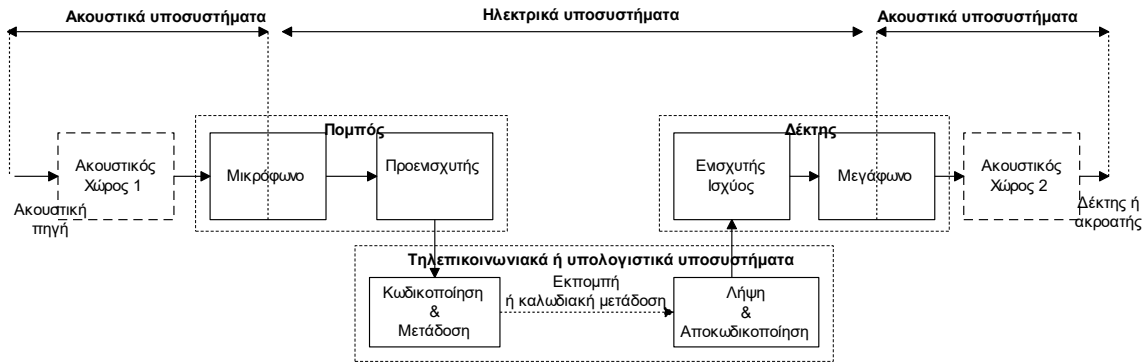 Ακουστικά υποσυστήματα
Ηλεκτρικά υποσυστήματα
Ακουστικά υποσυστήματα
Πομπός
Δέκτης
Ακουστικός
Χώρος 1
Μικρόφωνο
Προενισχυτής
Ενισχυτής
Ισχύος
Μεγάφωνο
Ακουστικός
Χώρος 2
Ακουστική
πηγή
Δέκτης ή
ακροατής
Τηλεπικοινωνιακά ή υπολογιστικά υποσυστήματα
Κωδικοποίηση
&
Μετάδοση
Εκπομπή
ή καλωδιακή μετάδοση
Λήψη
&
Αποκωδικοποίηση